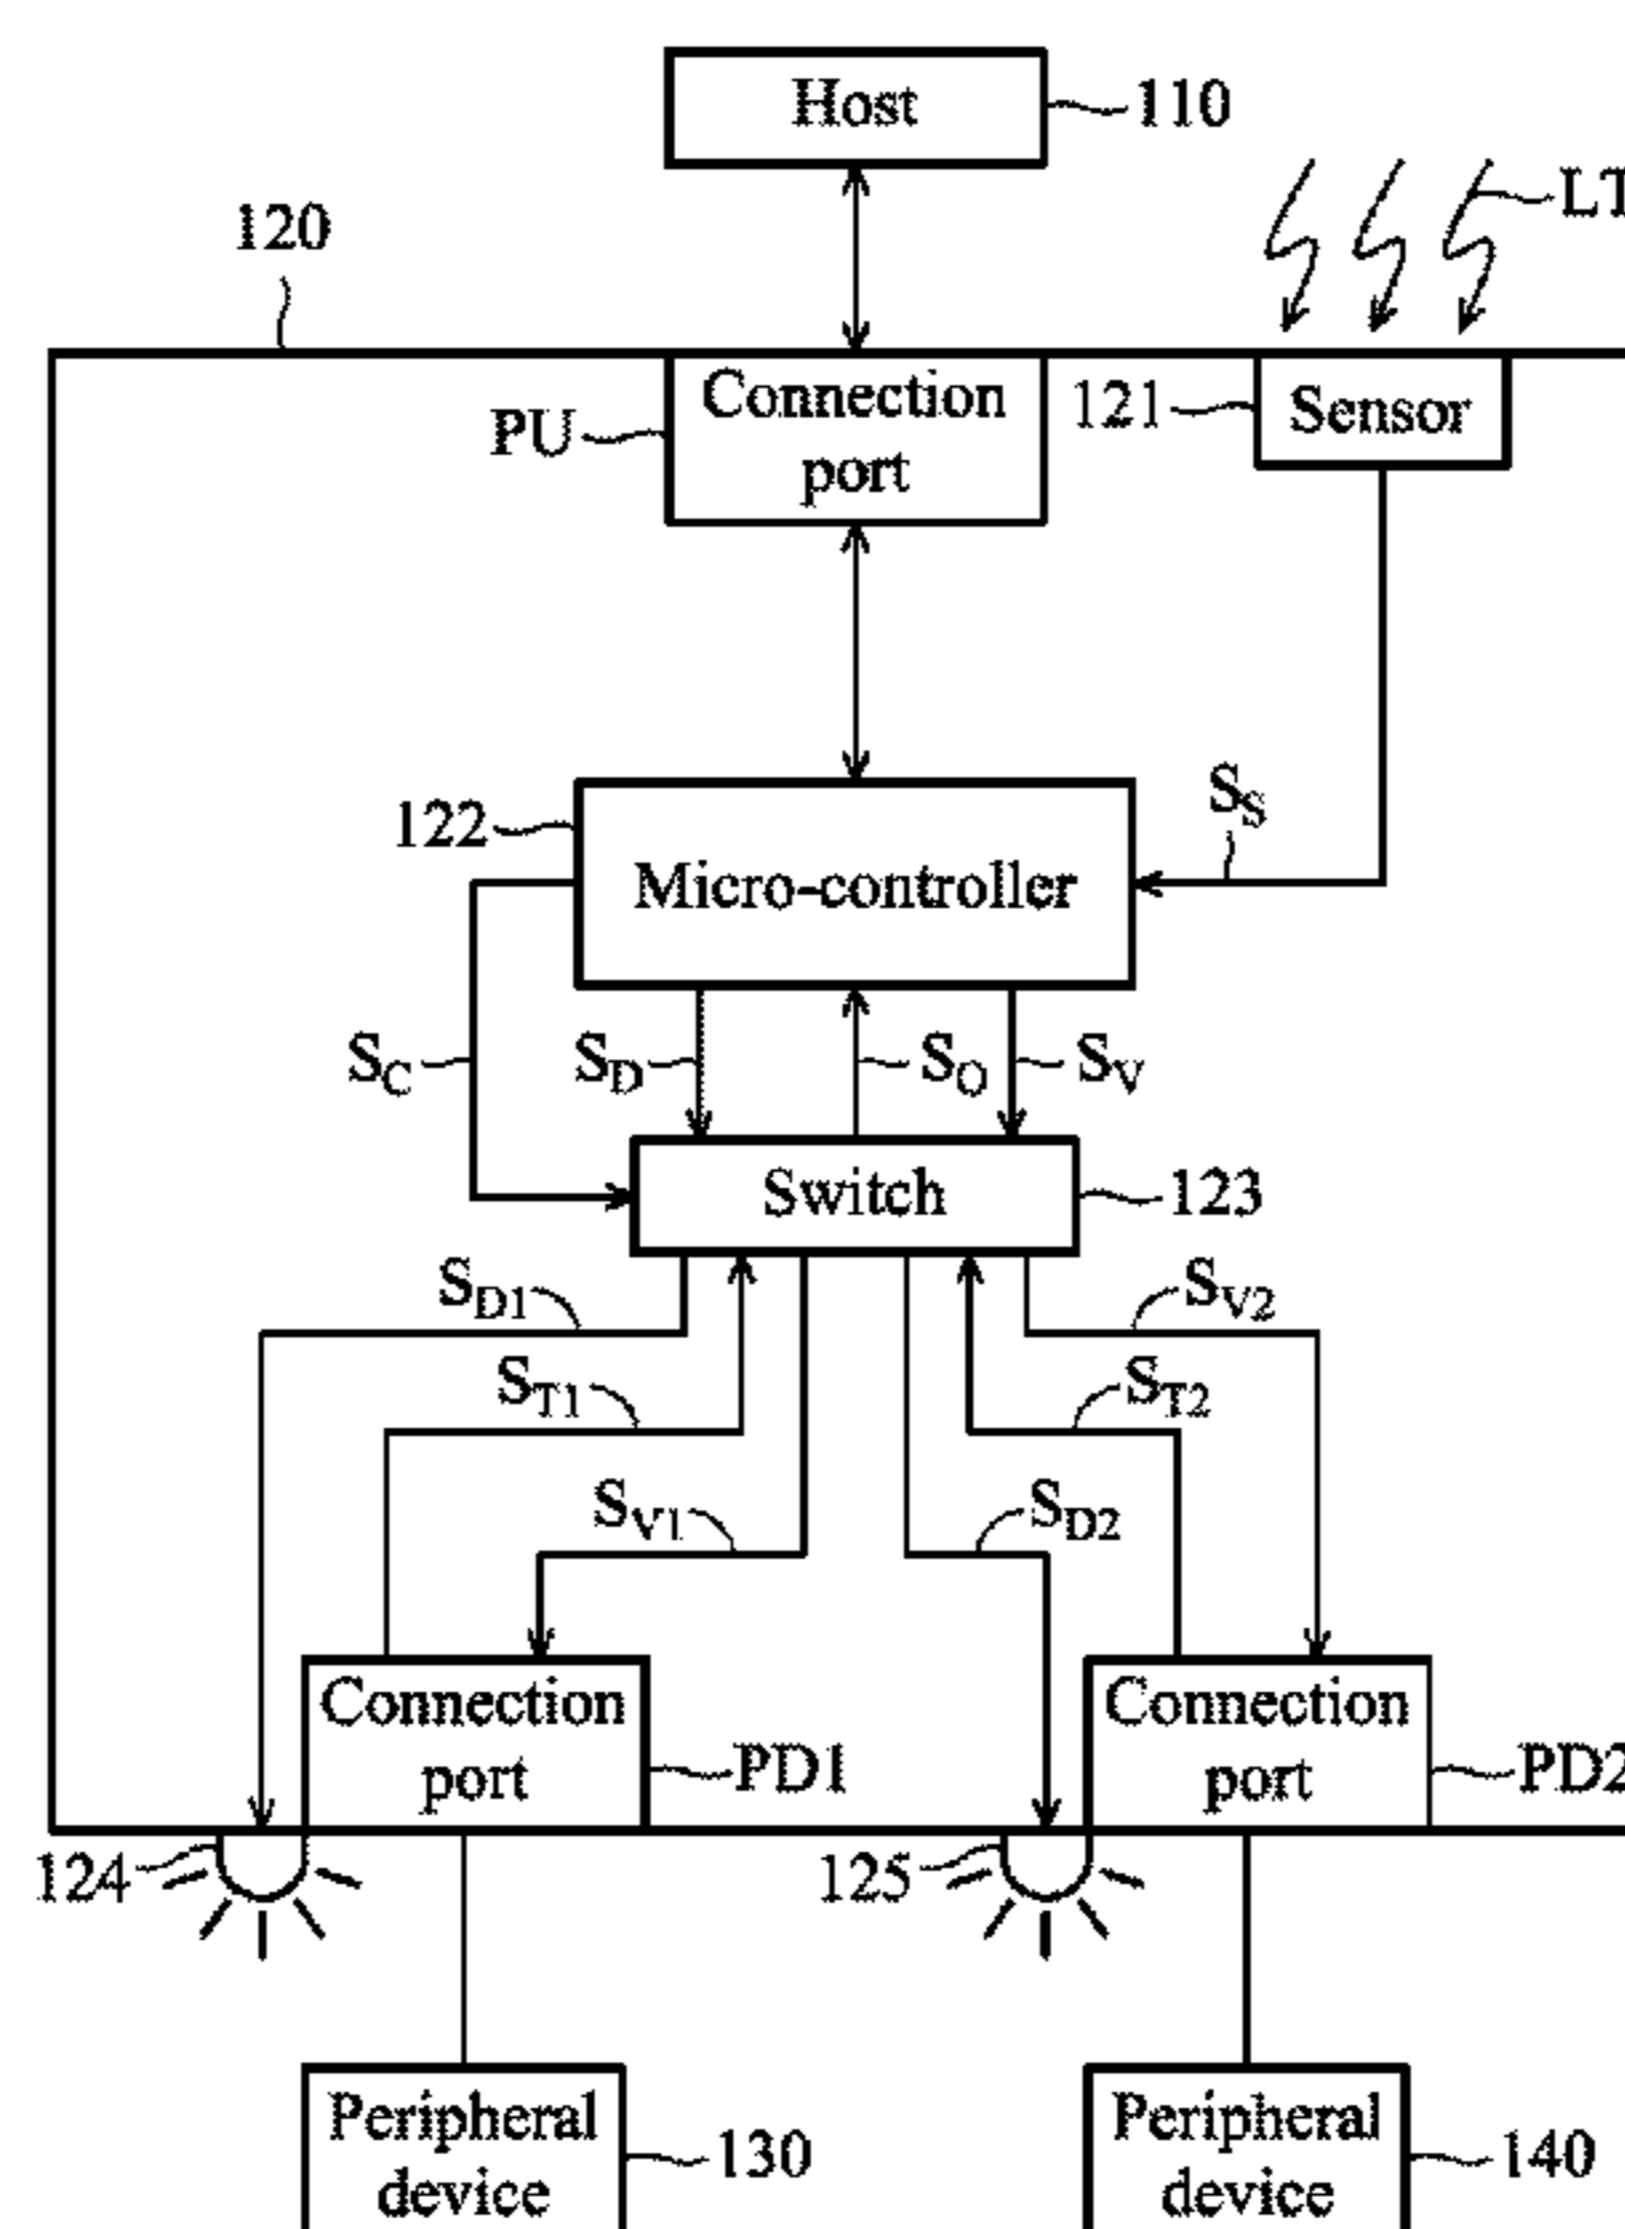 Host
110
LT
120
PU
Connection
port
121
Sensor
122
Micro-controller
SS
SC
SD
SO
SV
Switch
123
SD1
SV2
ST1
ST2
SV1
SD2
Connection
port
PD1
Connection
port
PD2
124
125
Peripheral
device
130
Peripheral
device
140